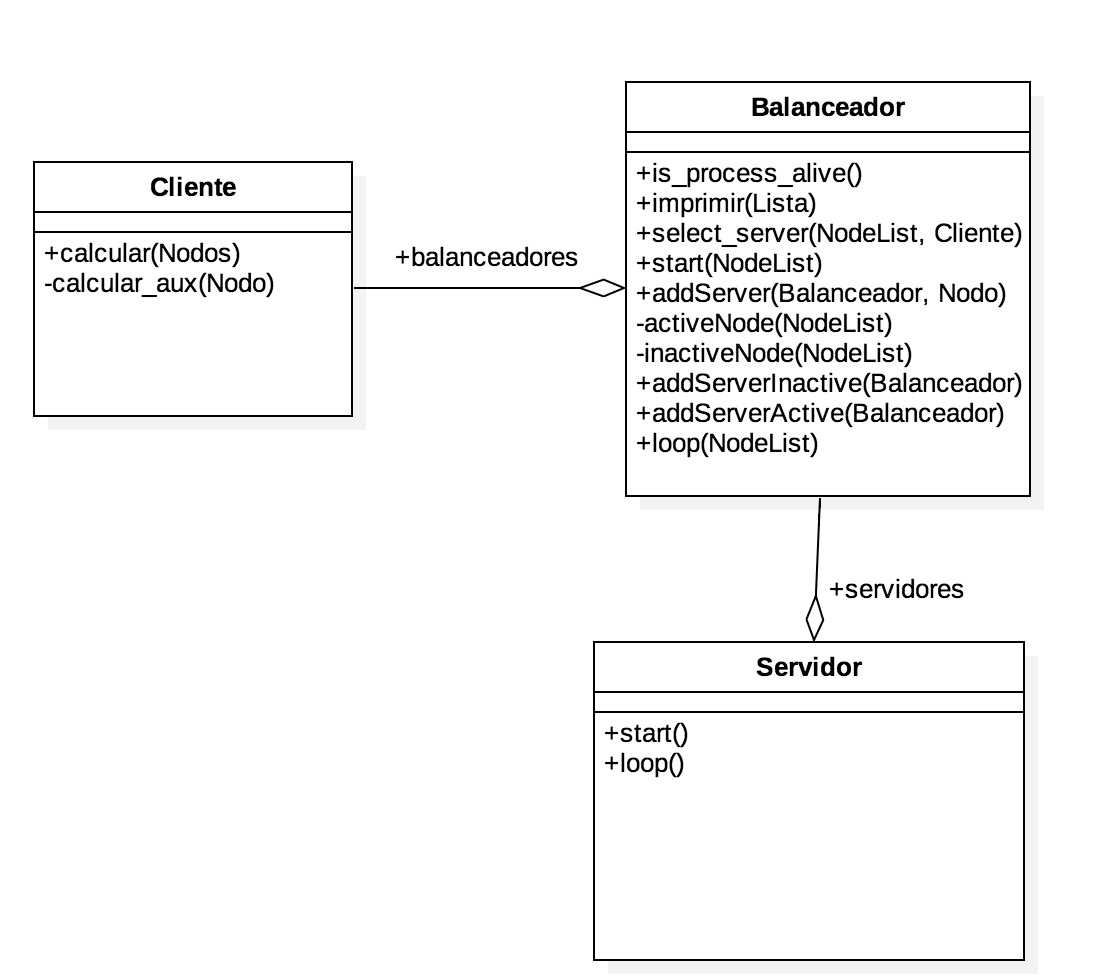 Cliente
+calcular(Nodos)
-calcular_aux(Nodo)
+balanceadores
Balanceador
+is_process_alive()
+imprimir(Lista)
+select_server(NodeList, Cliente)
+start(NodeList)
+addServer(Balanceador, Nodo)
-activeNode(NodeList)
-inactiveNode(NodeList)
+addServerInactive(Balanceador)
+addServerActive(Balanceador)
+loop(NodeList)
+servidores
Servidor
+start()
+loop()